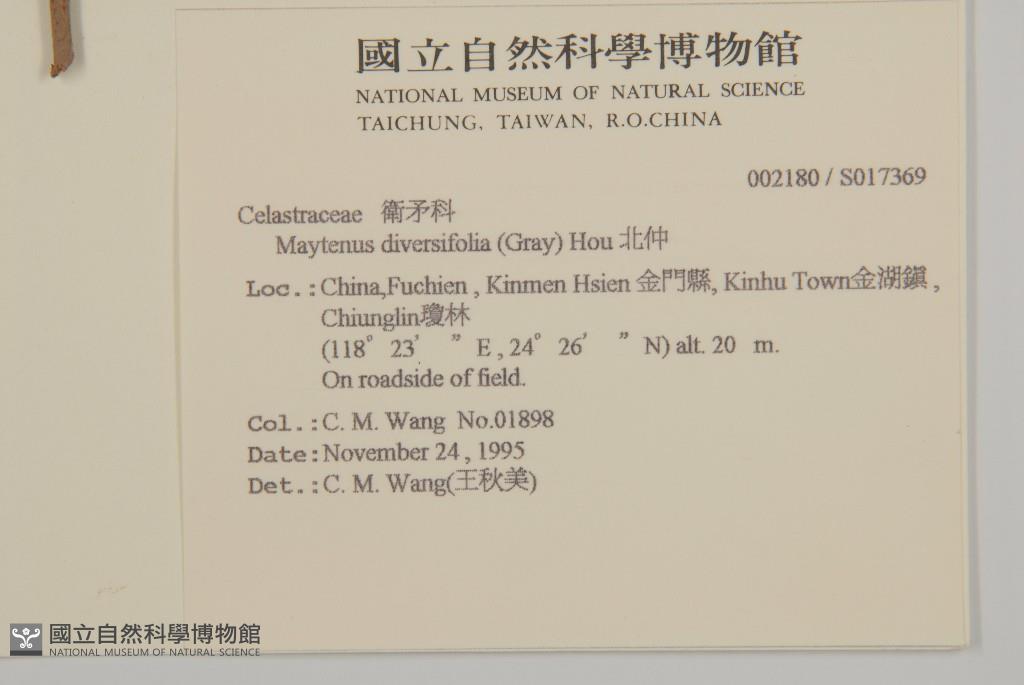 國立自然科學博物館
NATIONAL MUSEUM OF NATURAL SCIENCE
TAICHUNG, TAIWAN, R.O.CHINA
002180 / S017369
Celastraceae 衛矛科
Maytenus diversifolia (Gray) Hou 北仲
Loc.:China,Fuchien , Kinmen Hsien 金門縣, Kinhu Town金湖鎮 ,
Chiunglin瓊林
(118° 23' ” E , 24° 26' ” N) alt. 20 m.
On roadside of field.
Col.:C. M. Wang No.01898
Date:November 24 , 1995
Det.:C. M. Wang(王秋美)
國立自然科學博物館
NATIONAL MUSEUM OF NATURAL SCIENCE